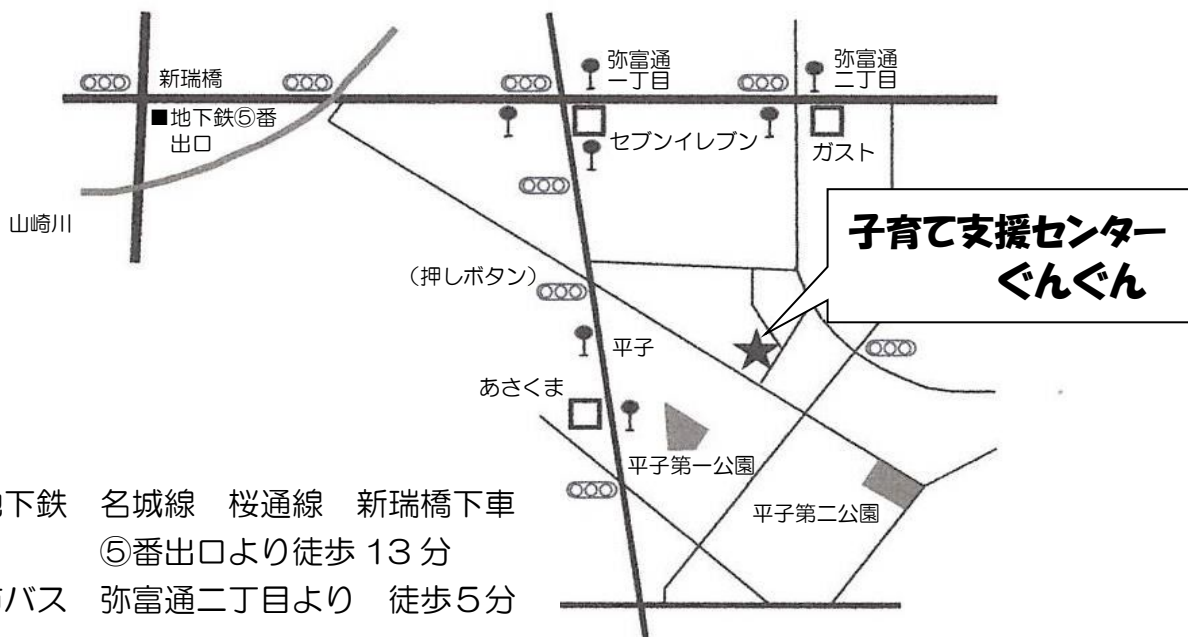 新瑞橋
■地下鉄⑤番
出口
弥富通
一丁目
弥富通
二丁目
セブンイレブン
ガスト
山崎川
子育て支援センター
ぐんぐん
（押しボタン）
平子
あさくま
平子第一公園
平子第二公園
下鉄　名城線　桜通線　新瑞橋下車
⑤番出口より徒歩 13 分
バス　弥富通二丁目より　徒歩５分